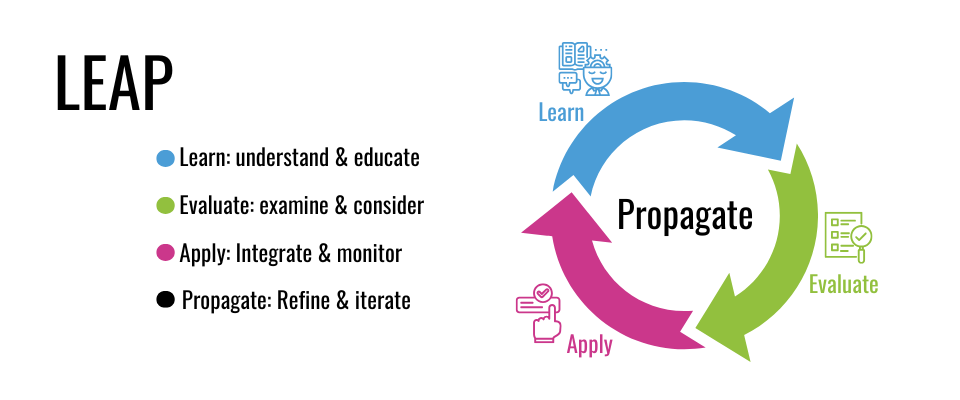 LEAP
Learn: understand & educate
Evaluate: examine & consider
Apply: Integrate & monitor
Propagate: Refine & iterate
Learn
Propagate
Evaluate
Apply